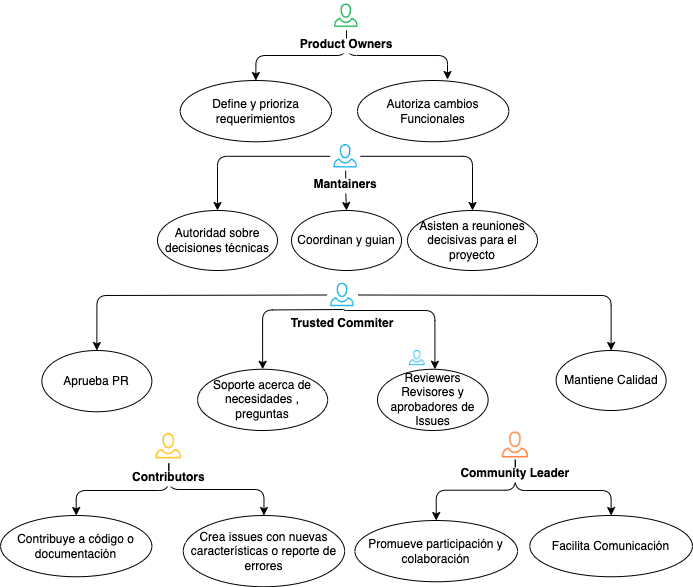 Product Owners
Define y prioriza
requerimientos
Autoriza cambios
Funcionales
Mantainers
Autoridad sobre
decisiones técnicas
Coordinan y guian
Asisten a reuniones
decisivas para el
proyecto
Trusted Commiter
Aprueba PR
Soporte acerca de
necesidades ,
preguntas
Reviewers
Revisores y
aprobadores de
Issues
Mantiene Calidad
Contributors
Contribuye a código o
documentación
Crea issues con nuevas
características o reporte de
errores
Community Leader
Promueve participación y
colaboración
Facilita Comunicación